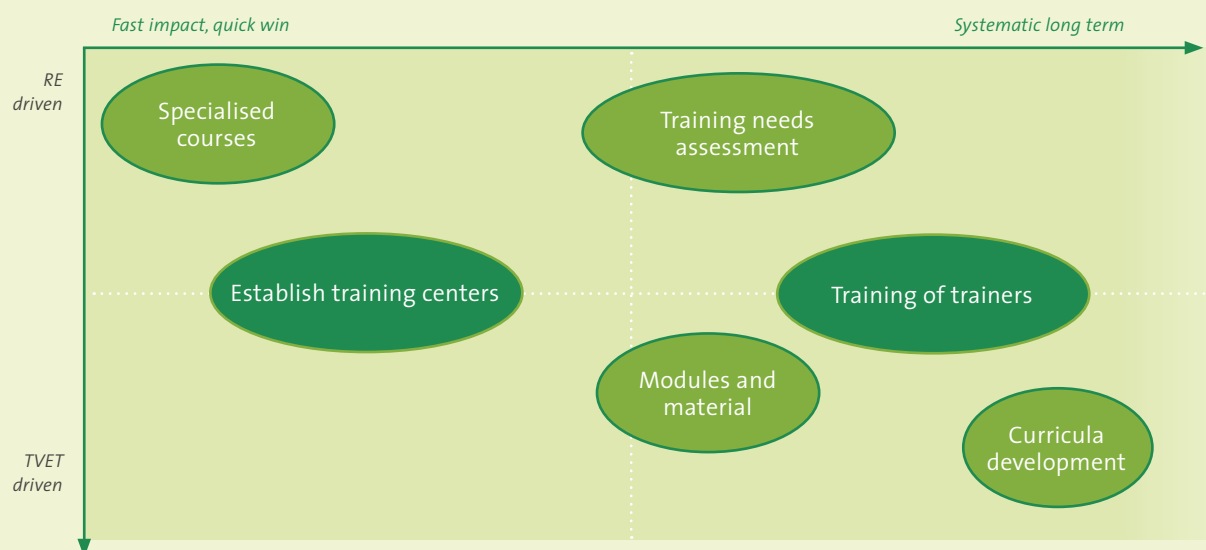 Fast impact, quick win
Systematic long term
RE
driven
Specialised
courses
Training needs
assessment
Establish training centers
Training of trainers
Modules and
material
Curricula
development
TVET
driven